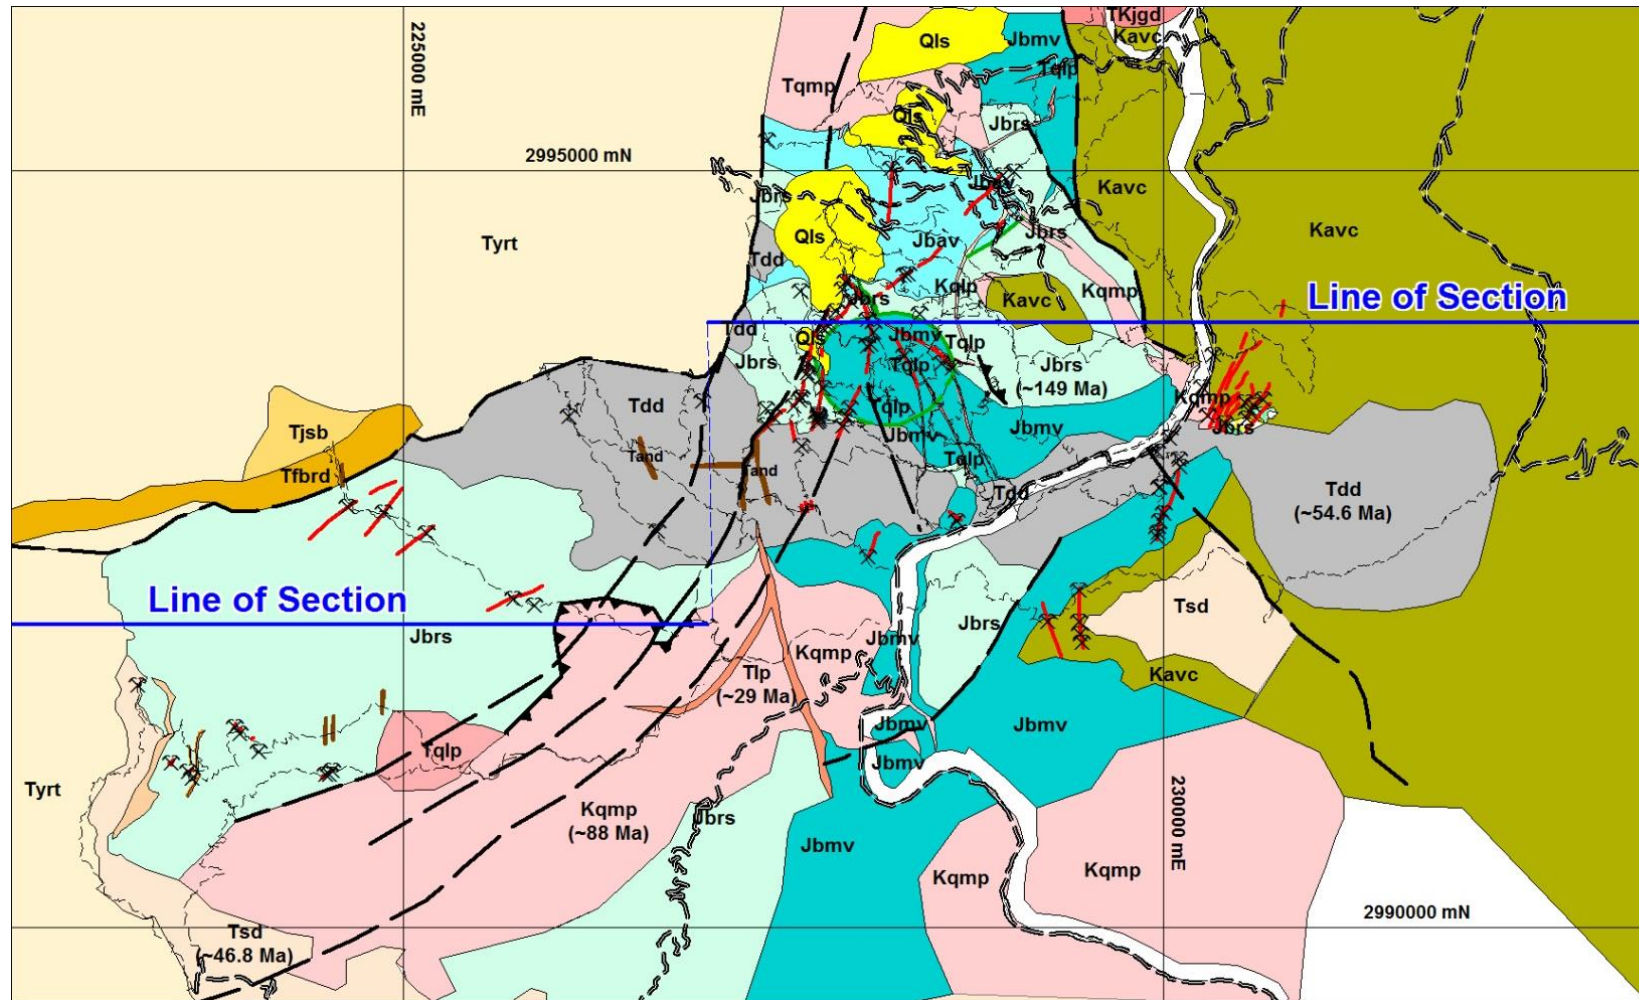 TKjgd
Kavc
Qls
Jbmv
Tqlp
225000 mE
Tqmp
Qls
Jbrs
2995000 mN
Jbrs
Jbav
Kavc
Qls
Jbav
Jbrs
Kavc
Tyrt
Tdd
Kqlp
Kavc
Kqmp
Jbrs
Line of Section
Tdd
Qls
Jbmv
Tqlp
Jbrs
Tqlp
Jbrs
(~149 Ma)
Tdd
Tqlp
Kqmp
Jbrs
Tjsb
Jbmv
Jbmv
Tand
Tand
Tqlp
Tfbrd
Tdd
Tdd
(~54.6 Ma)
Line of Section
Jbrs
Jbmv
Jbrs
Tsd
Kqmp
Tlp
(~29 Ma)
Kavc
Jbmv
Jbmv
Tqlp
Jbmv
Tyrt
Kqmp
(~88 Ma)
Jbrs
230000 mE
Jbmv
Kqmp
Kqmp
2990000 mN
Tsd
(~46.8 Ma)